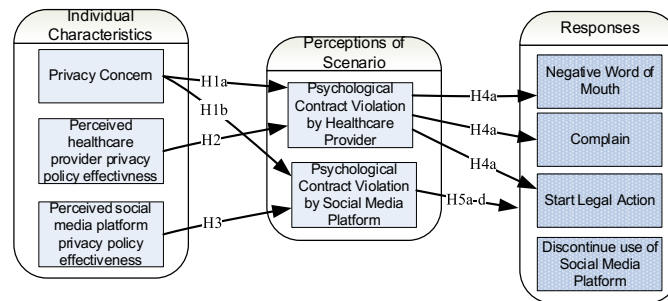 Individual
Characteristics
Privacy Concern
Perceived
healthcare
provider privacy
policy effectivness
Perceived social
media platform
privacy policy
effectiveness
H1a
H1b
H2
H3
Perceptions of
Scenario
Psychological
Contract Violation
by Healthcare
Provider
Psychological
Contract Violation
by Social Media
Platform
H4a
H4a
H4a
H5a-d
Responses
Negative Word of
Mouth
Complain
Start Legal Action
Discontinue use of
Social Media
Platform